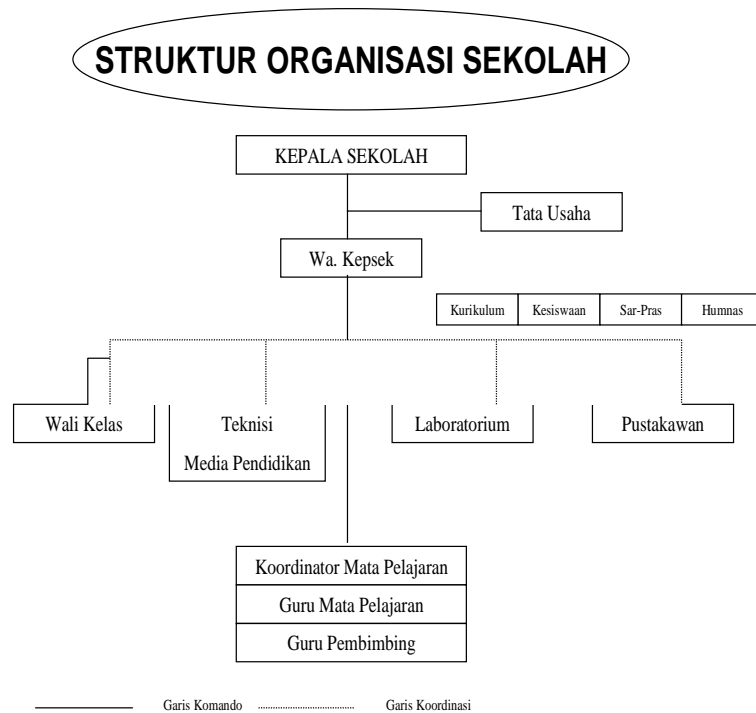 STRUKTUR ORGANISASI SEKOLAH
KEPALA SEKOLAH
Tata Usaha
Wa. Kepsek
Kurikulum Kesiswaan Sar-Pras Humnas
Wali Kelas Teknisi Laboratorium Pustakawan
Media Pendidikan
Koordinator Mata Pelajaran
Guru Mata Pelajaran
Guru Pembimbing
Garis Komando Garis Koordinasi